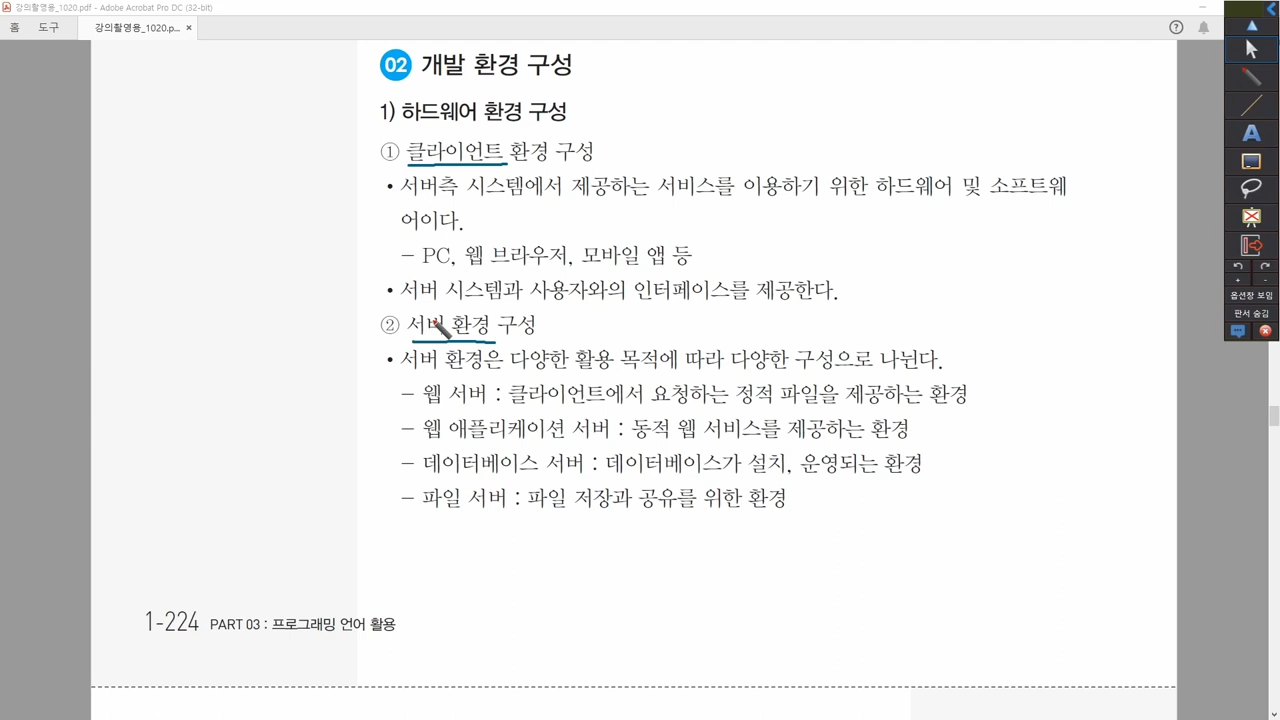 강의촬영용_1020.pdf - Adobe Acrobat Pro DC (32-bit)
홈 도구 강의촬영용_1020.p... ×
02 개발 환경 구성
1) 하드웨어 환경 구성
① 클라이언트 환경 구성
• 서버측 시스템에서 제공하는 서비스를 이용하기 위한 하드웨어 및 소프트웨
어이다.
– PC, 웹 브라우저, 모바일 앱 등
• 서버 시스템과 사용자와의 인터페이스를 제공한다.
② 서버 환경 구성
• 서버 환경은 다양한 활용 목적에 따라 다양한 구성으로 나뉜다.
– 웹 서버 : 클라이언트에서 요청하는 정적 파일을 제공하는 환경
– 웹 애플리케이션 서버 : 동적 웹 서비스를 제공하는 환경
– 데이터베이스 서버 : 데이터베이스가 설치, 운영되는 환경
– 파일 서버 : 파일 저장과 공유를 위한 환경
1-224 PART 03 : 프로그래밍 언어 활용
A
옵션장 보임
판서 숨김